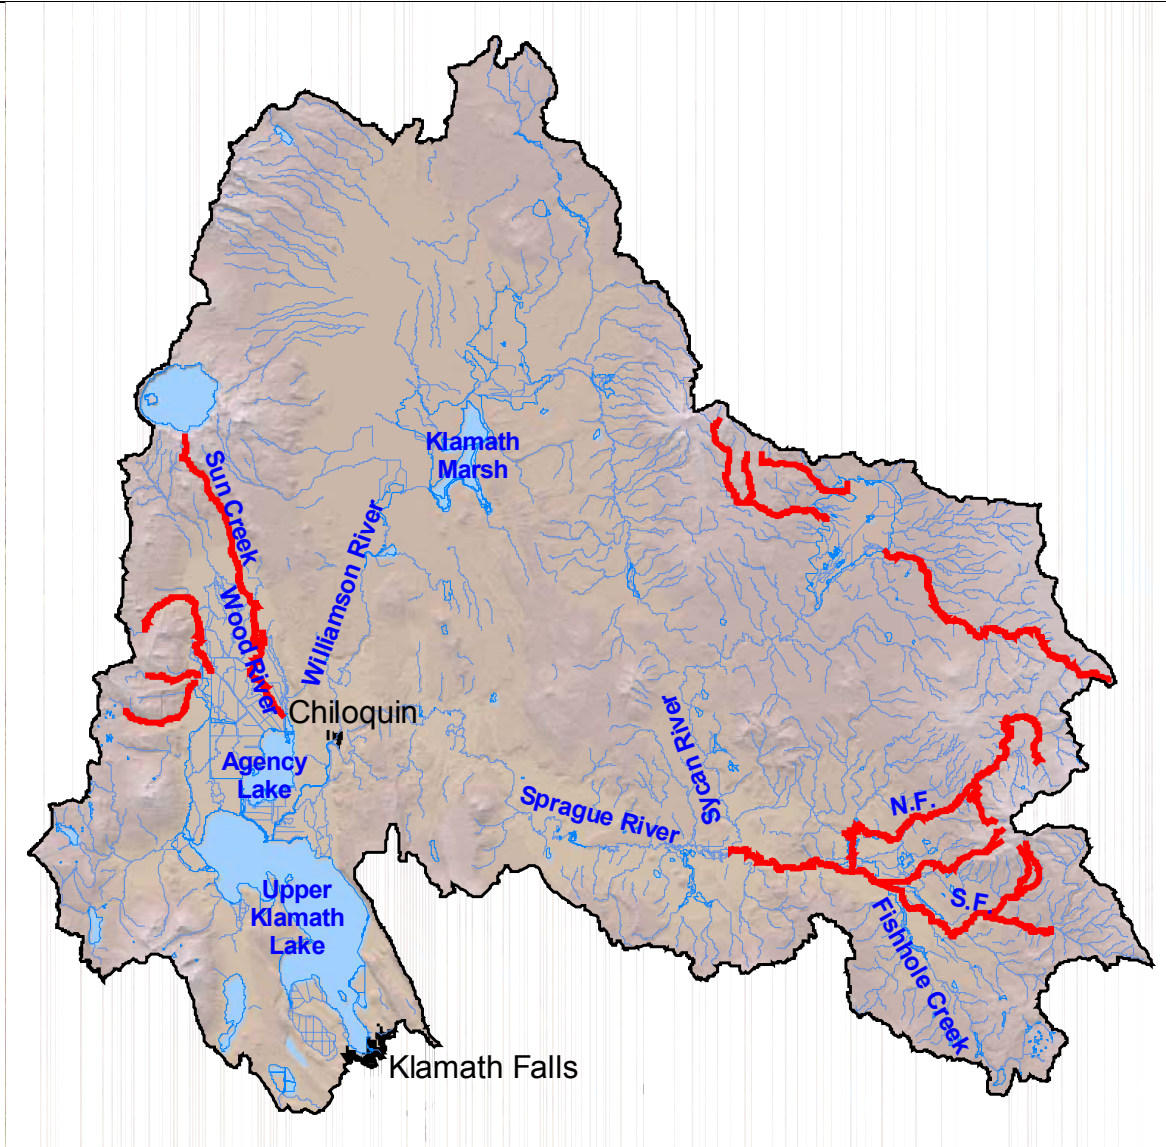 Klamath
Marsh
Sun Creek
Williamson River
Wood River
Chiloquin
Sycan River
Agency
Lake
Sprague River
N.F.
Upper
Klamath
Lake
S.F.
Fishhole Creek
Klamath Falls